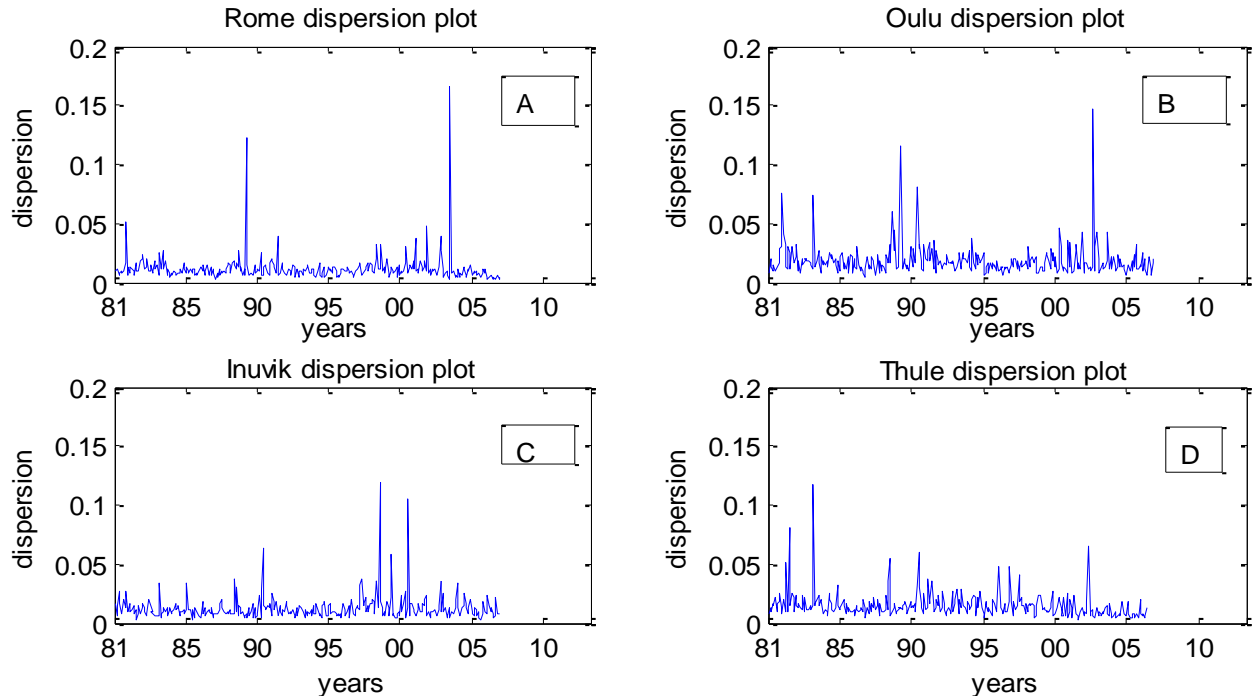 Rome dispersion plot
0.2
0.15
0.1
0.05
0
dispersion
A
81 85 90 95 00 05 10
years
Oulu dispersion plot
0.2
0.15
0.1
0.05
0
dispersion
B
81 85 90 95 00 05 10
years
Inuvik dispersion plot
0.2
0.15
0.1
0.05
0
dispersion
C
81 85 90 95 00 05 10
years
Thule dispersion plot
0.2
0.15
0.1
0.05
0
dispersion
D
81 85 90 95 00 05 10
years